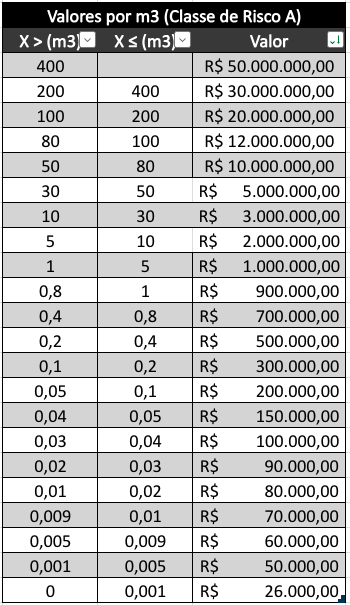 Valores por m3 (Classe de Risco A)
X > (m3) X ≤ (m3) Valor
400 R$ 50.000.000,00
200 400 R$ 30.000.000,00
100 200 R$ 20.000.000,00
80 100 R$ 12.000.000,00
50 80 R$ 10.000.000,00
30 50 R$ 5.000.000,00
10 30 R$ 3.000.000,00
5 10 R$ 2.000.000,00
1 5 R$ 1.000.000,00
0,8 1 R$ 900.000,00
0,4 0,8 R$ 700.000,00
0,2 0,4 R$ 500.000,00
0,1 0,2 R$ 300.000,00
0,05 0,1 R$ 200.000,00
0,04 0,05 R$ 150.000,00
0,03 0,04 R$ 100.000,00
0,02 0,03 R$ 90.000,00
0,01 0,02 R$ 80.000,00
0,009 0,01 R$ 70.000,00
0,005 0,009 R$ 60.000,00
0,001 0,005 R$ 50.000,00
0 0,001 R$ 26.000,00